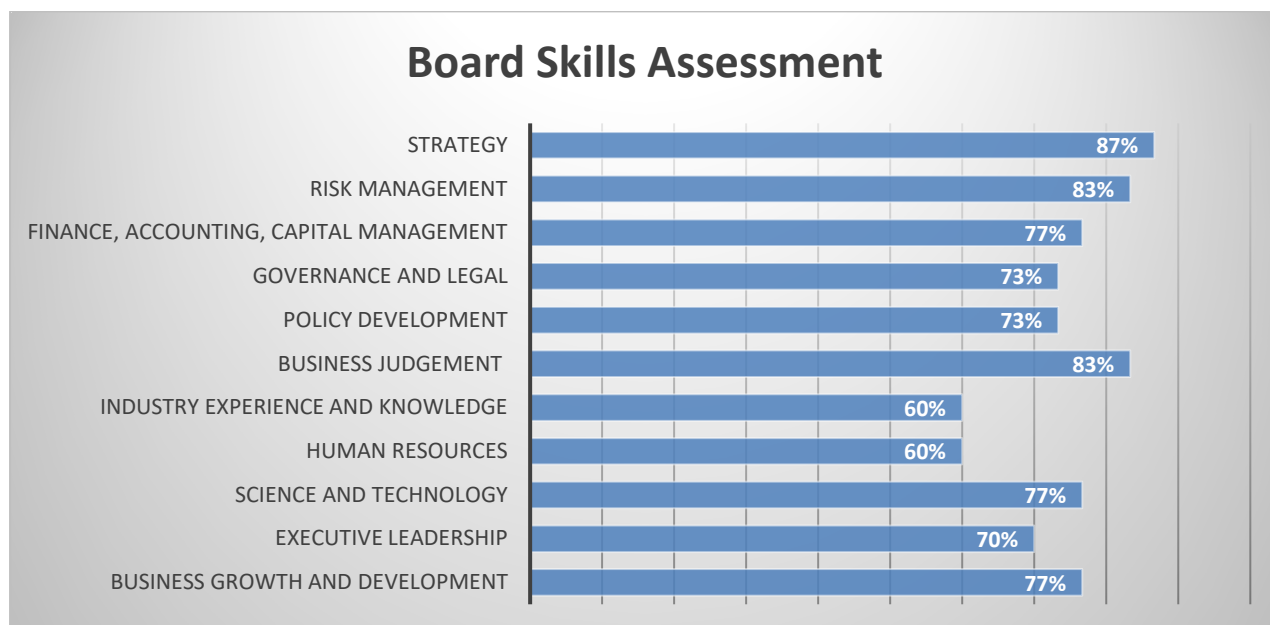 Board Skills Assessment
STRATEGY 87%
RISK MANAGEMENT 83%
FINANCE, ACCOUNTING, CAPITAL MANAGEMENT 77%
GOVERNANCE AND LEGAL 73%
POLICY DEVELOPMENT 73%
BUSINESS JUDGEMENT 83%
INDUSTRY EXPERIENCE AND KNOWLEDGE 60%
HUMAN RESOURCES 60%
SCIENCE AND TECHNOLOGY 77%
EXECUTIVE LEADERSHIP 70%
BUSINESS GROWTH AND DEVELOPMENT 77%